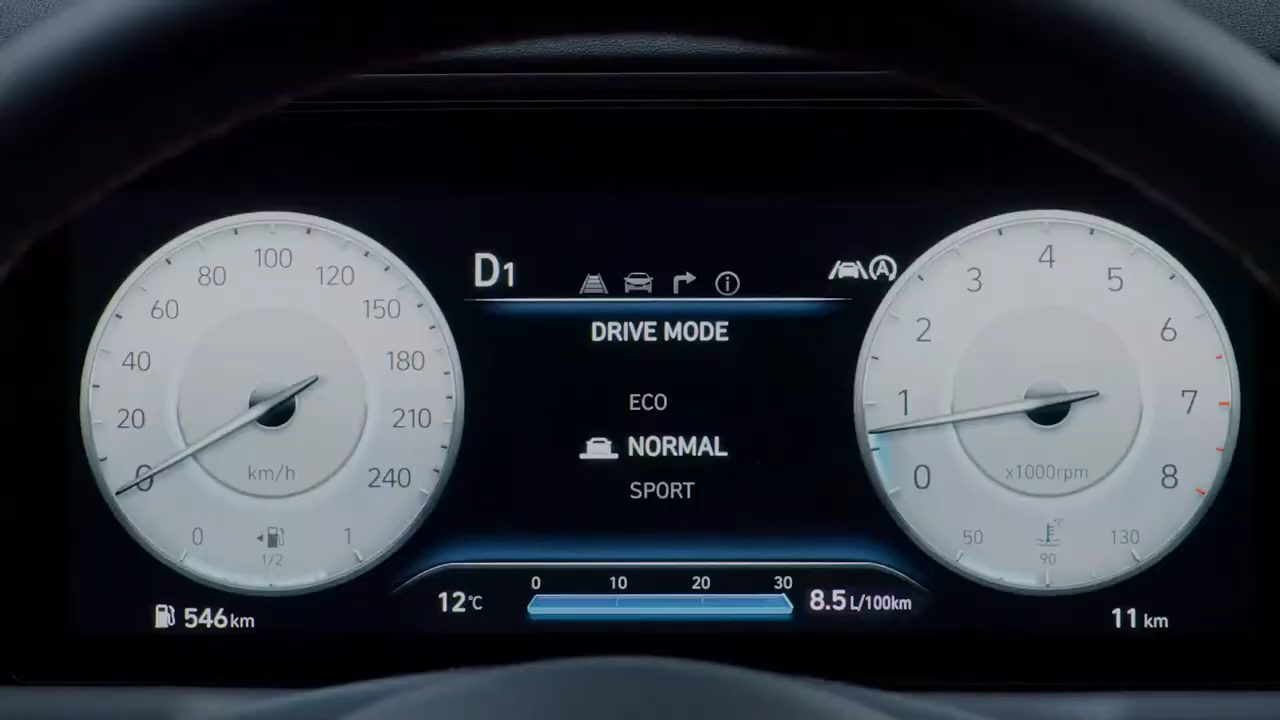 D1
DRIVE MODE
ECO
NORMAL
SPORT
0 20 40 60 80 100 120 150 180 210 240
km/h
0 1/2 1
0 1 2 3 4 5 6 7 8
x1000rpm
50 90 130
0 10 20 30
12°C
8.5 L/100km
546 km
11 km
A